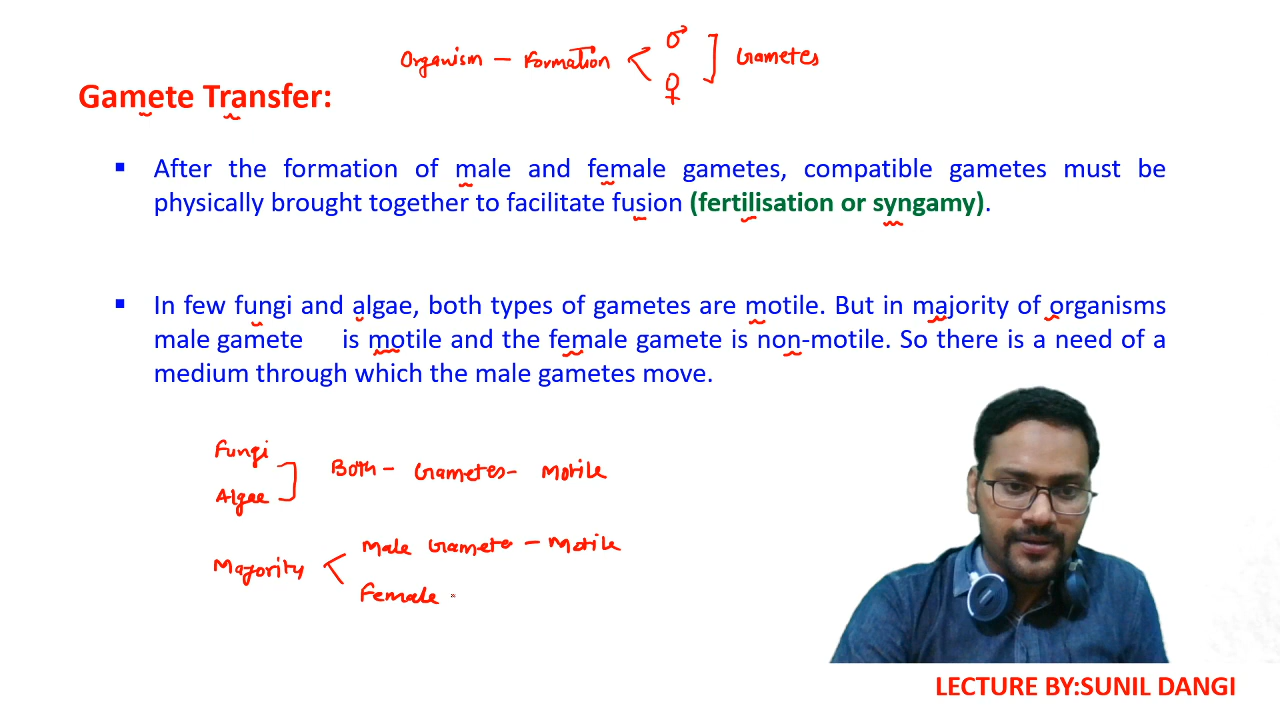 Organism - Formation < ♂ ♀ ] Gametes
Gamete Transfer:
▪ After the formation of male and female gametes, compatible gametes must be
physically brought together to facilitate fusion (fertilisation or syngamy).
▪ In few fungi and algae, both types of gametes are motile. But in majority of organisms
male gamete is motile and the female gamete is non-motile. So there is a need of a
medium through which the male gametes move.
Fungi
Algae ] Both - Gametes - Motile
Majority < Male Gamete - Motile
Female
LECTURE BY:SUNIL DANGI